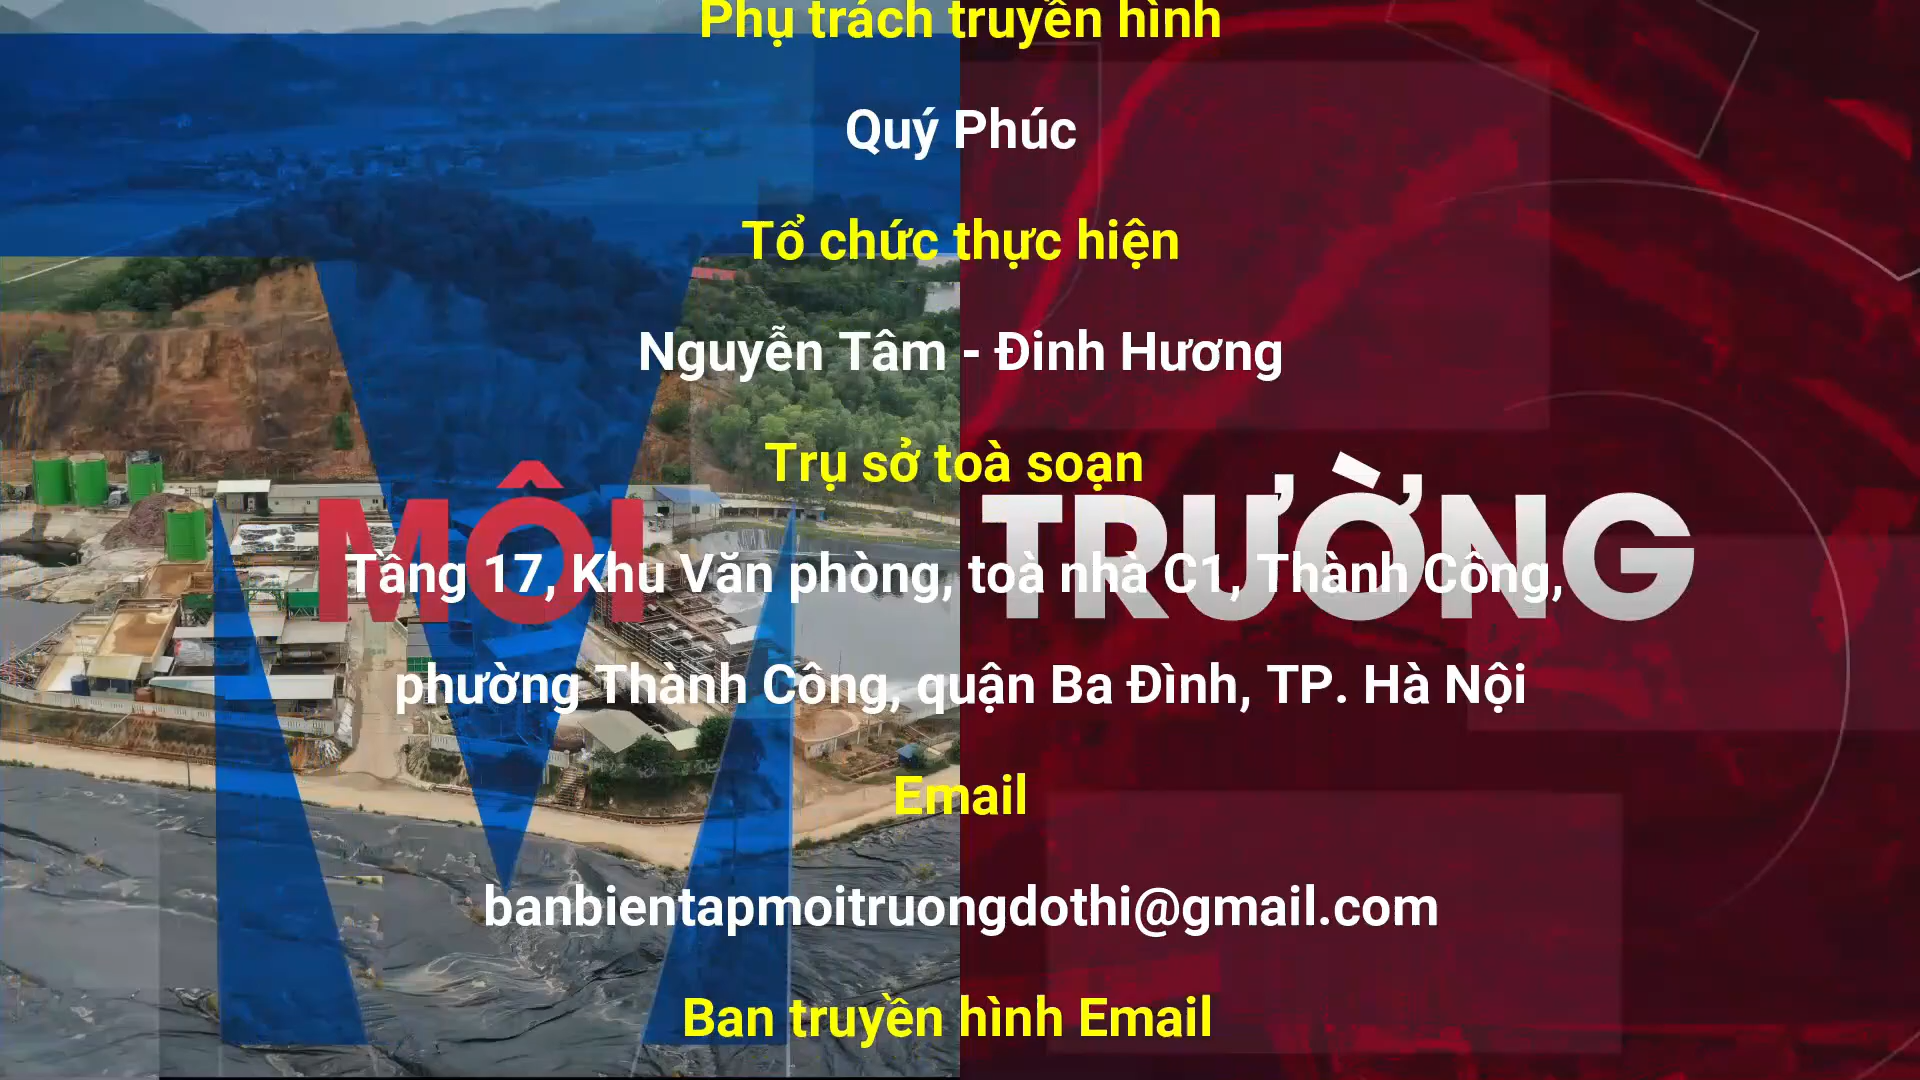 Phụ trách truyền hình
Quý Phúc
Tổ chức thực hiện
Nguyễn Tâm - Đinh Hương
Trụ sở toà soạn
MÔI TRƯỜNG
Tầng 17, Khu Văn phòng, toà nhà C1, Thành Công,
phường Thành Công, quận Ba Đình, TP. Hà Nội
Email
banbientapmoitruongdothi@gmail.com
Ban truyền hình Email